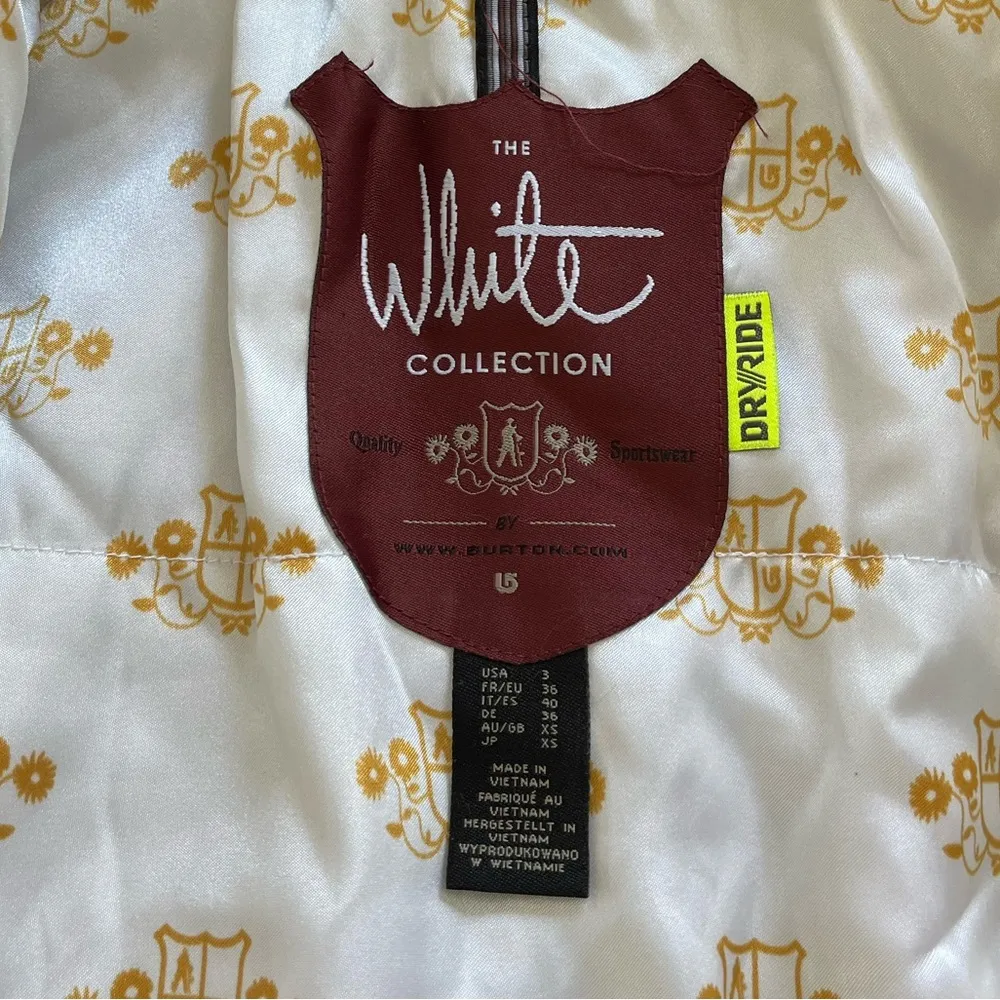 THE
White
COLLECTION
Quality Sportswear
BY
WWW.BURTON.COM
DRYRIDE
USA 3
FR/EU 36
IT/ES 40
DE 36
AU/GB XS
JP XS
MADE IN
VIETNAM
FABRIQUÉ AU
VIETNAM
HERGESTELLT IN
VIETNAM
WYPRODUKOWANO
W WIETNAMIE